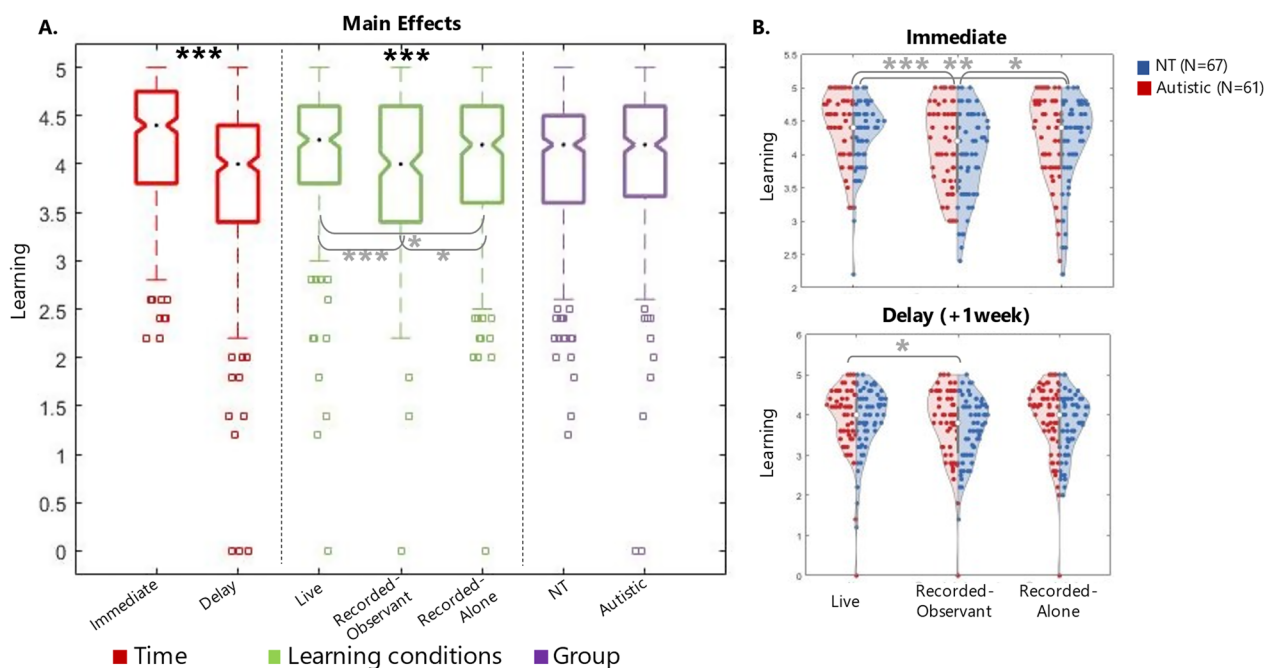 A.
Main Effects
***
***
Learning
5
4.5
4
3.5
3
2.5
2
1.5
1
0.5
0
*
***
*
Immediate
Delay
Live
Recorded-
Observant
Recorded-
Alone
NT
Autistic
Time
Learning conditions
Group
B.
Immediate
NT (N=67)
Autistic (N=61)
*** ** *
Learning
5.5
5
4.5
4
3.5
3
2.5
2
Delay (+1week)
*
Learning
6
5
4
3
2
1
0
Live
Recorded-
Observant
Recorded-
Alone